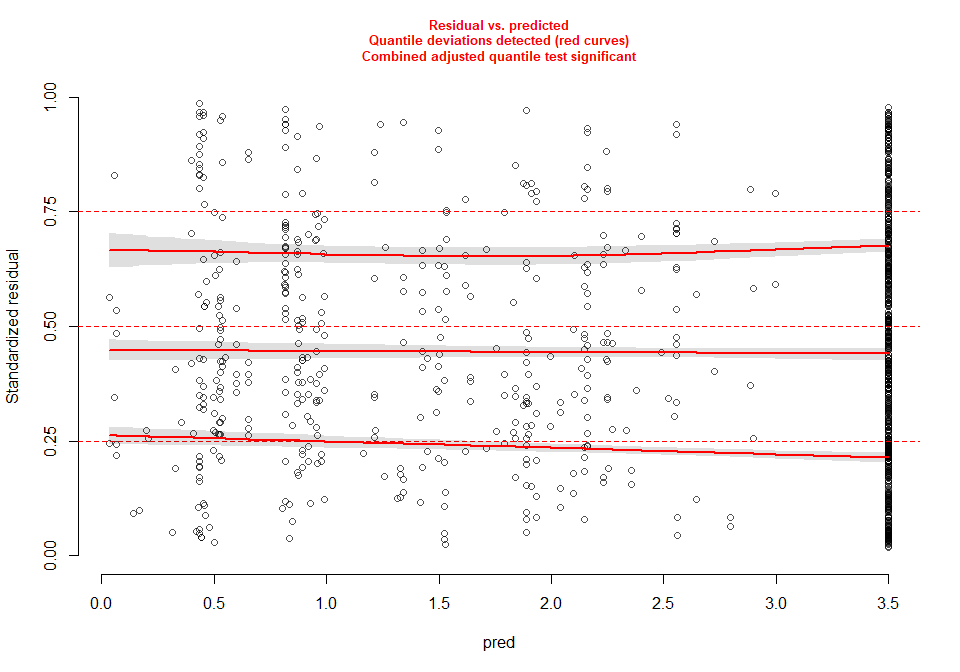 Residual vs. predicted
Quantile deviations detected (red curves)
Combined adjusted quantile test significant
1.00
0.75
0.50
0.25
0.00
Standardized residual
0.0 0.5 1.0 1.5 2.0 2.5 3.0 3.5
pred